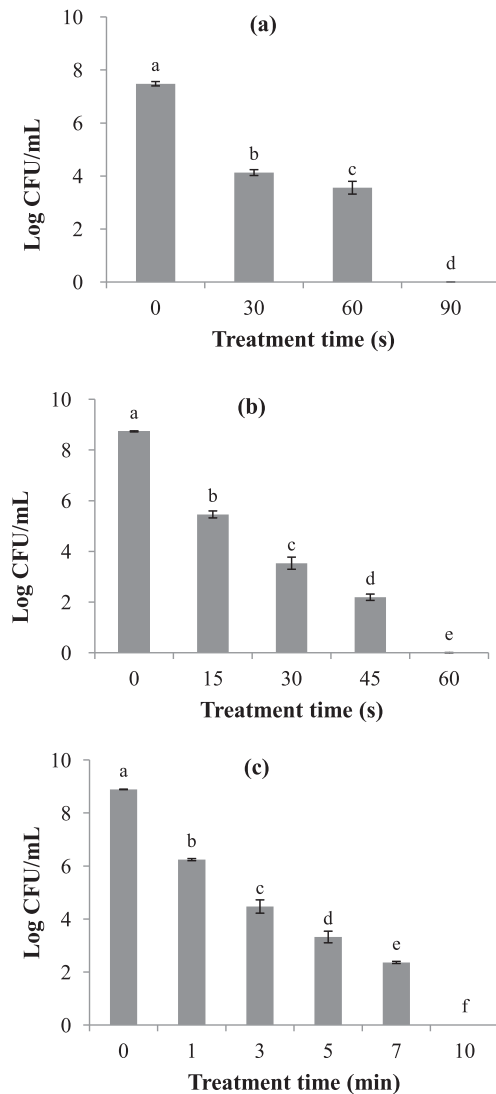 (a)
10
8
6
4
2
0
Log CFU/mL
a
b
c
d
0 30 60 90
Treatment time (s)
(b)
10
8
6
4
2
0
Log CFU/mL
a
b
c
d
e
0 15 30 45 60
Treatment time (s)
(c)
10
8
6
4
2
0
Log CFU/mL
a
b
c
d
e
f
0 1 3 5 7 10
Treatment time (min)